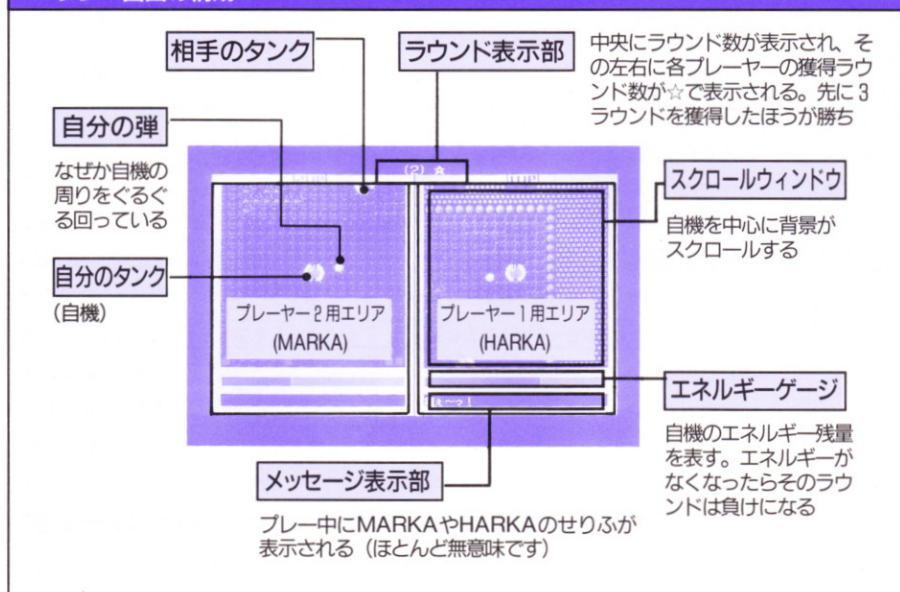 相手のタンク
ラウンド表示部
中央にラウンド数が表示され、そ
の左右に各プレーヤーの獲得ラウ
ンド数が☆で表示される。先に3
ラウンドを獲得したほうが勝ち
自分の弾
なぜか自機の
周りをぐるぐ
る回っている
スクロールウィンドウ
自機を中心に背景が
スクロールする
自分のタンク
(自機)
(2) ☆
プレーヤー2用エリア
(MARKA)
プレーヤー1用エリア
(HARKA)
エネルギーゲージ
自機のエネルギー残量
を表す。エネルギーが
なくなったらそのラウ
ンドは負けになる
メッセージ表示部
プレー中にMARKAやHARKAのせりふが
表示される（ほとんど無意味です）